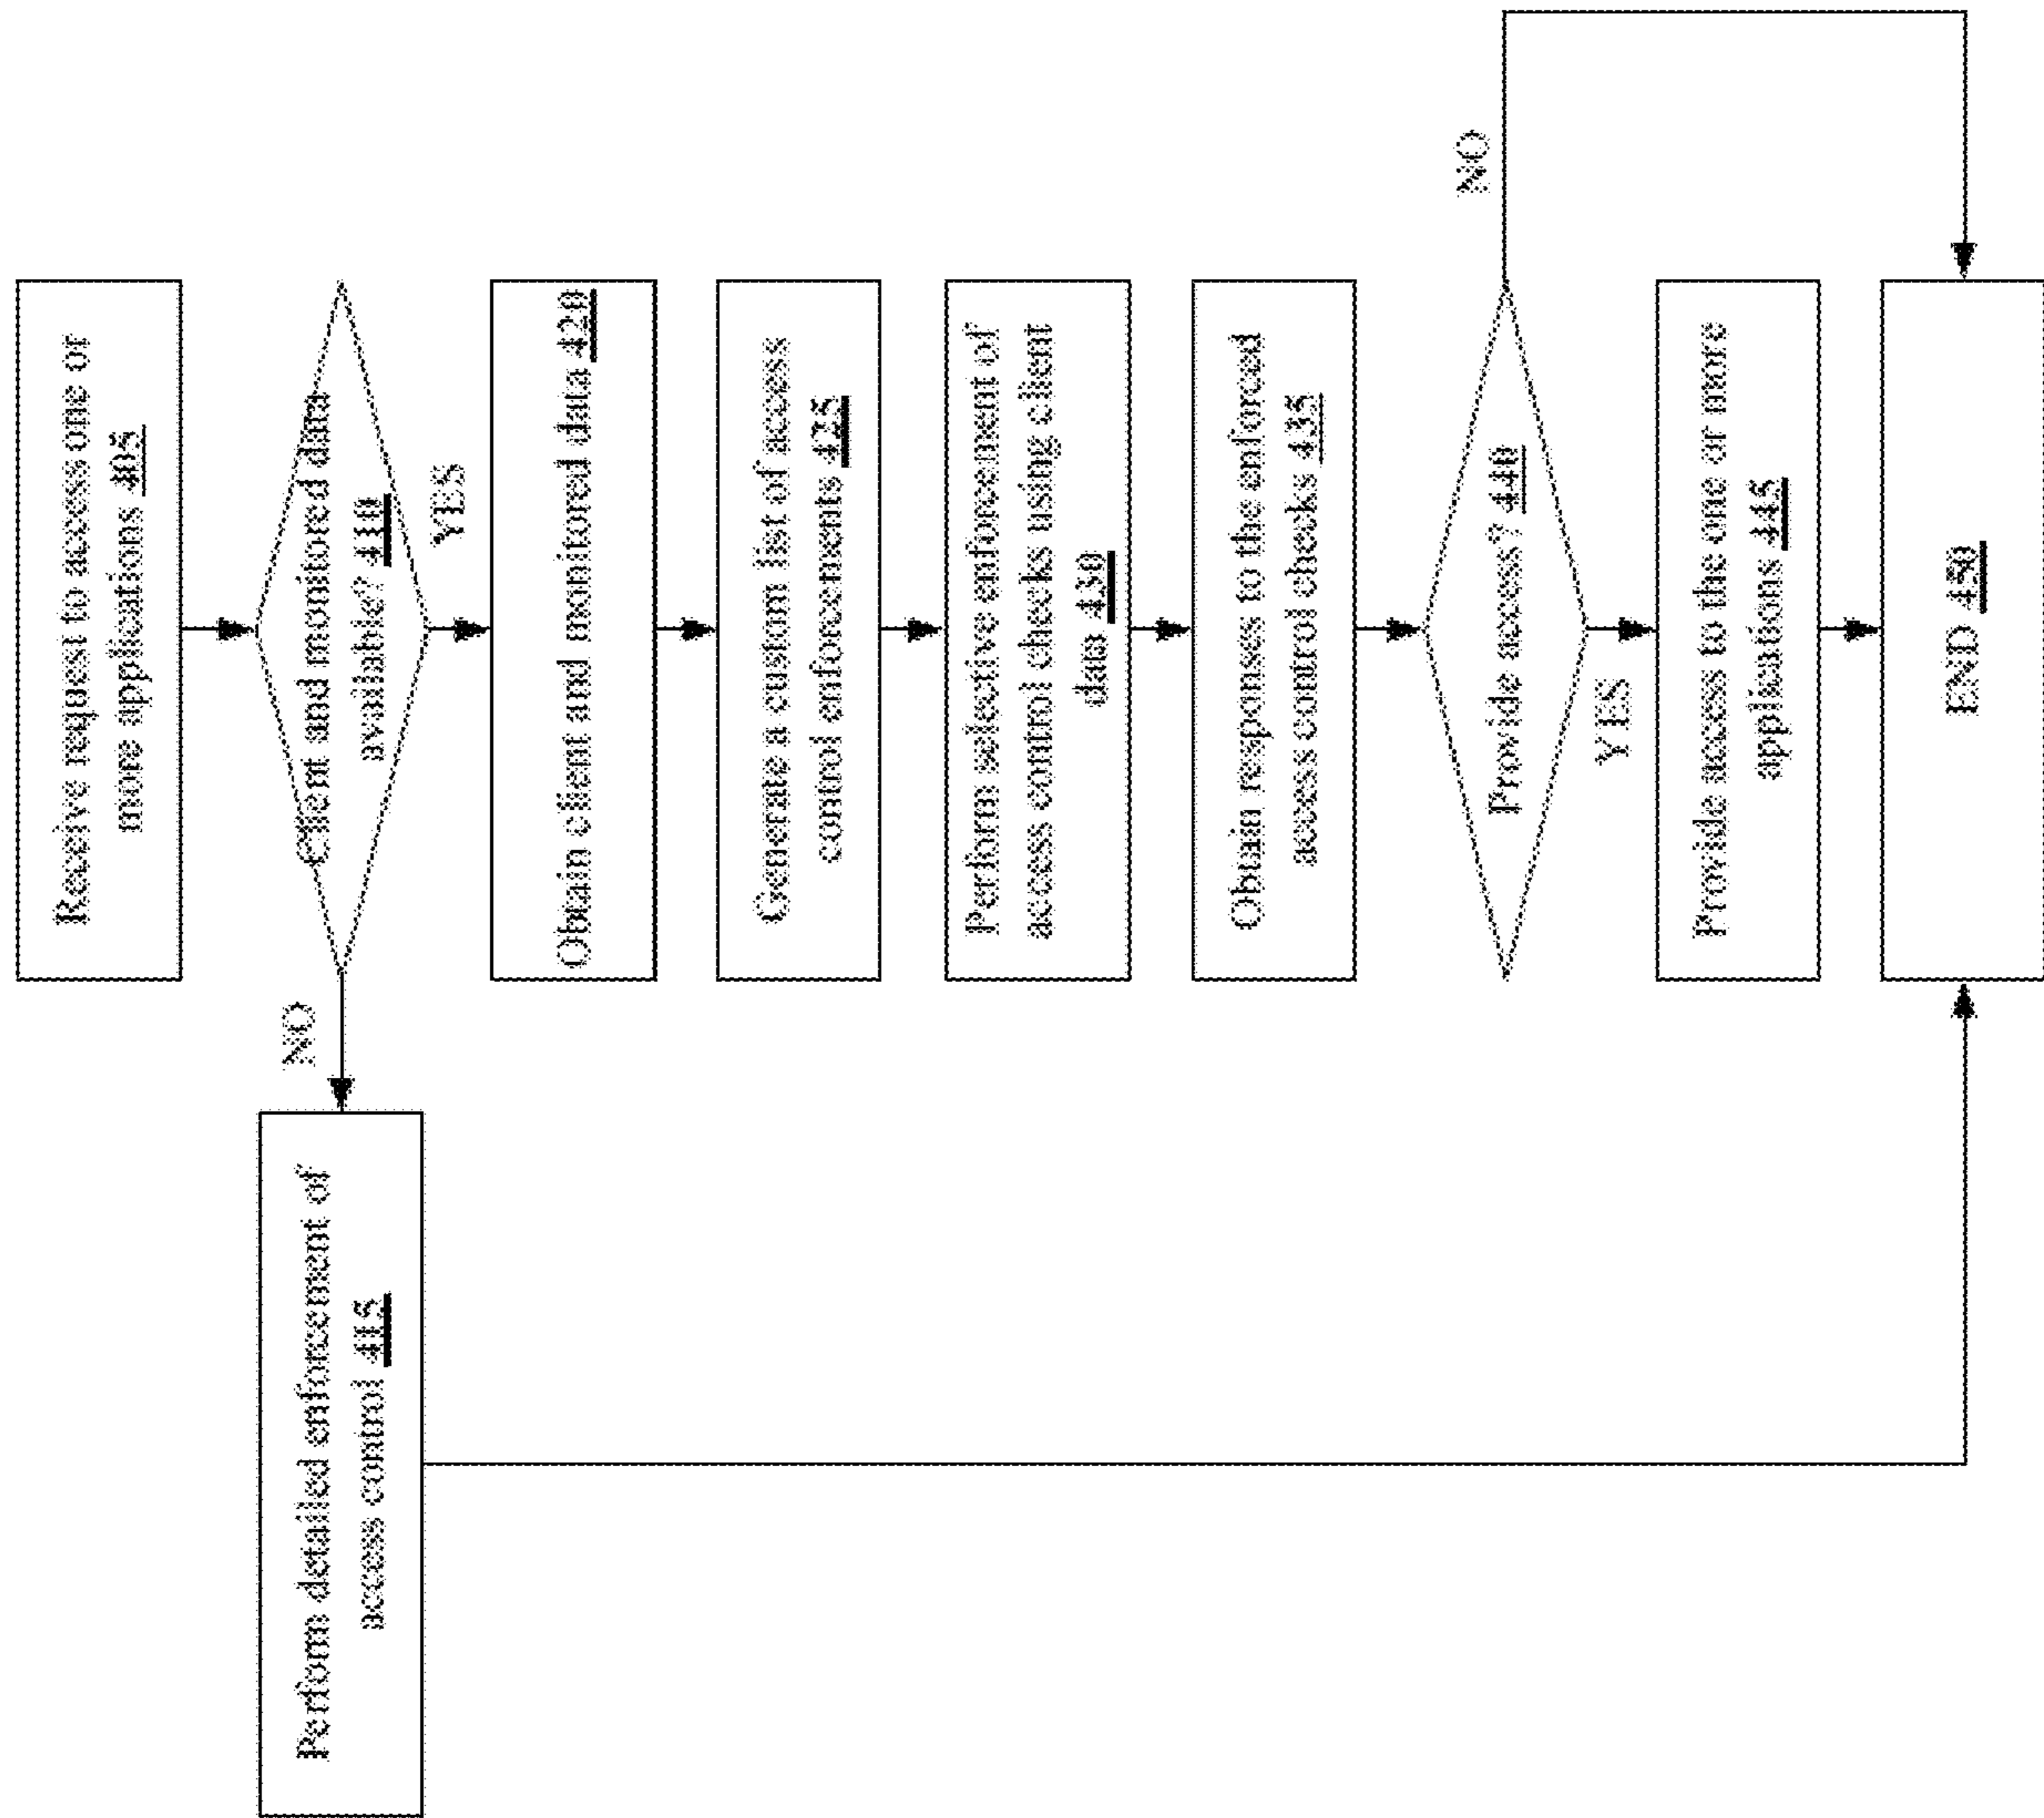 Receive request to access one or
more applications 405
Client and monitored data
available? 410
NO
YES
Perform detailed enforcement of
access control 415
Obtain client and monitored data 420
Generate a custom list of access
control enforcements 425
Perform selective enforcement of
access control checks using client
data 430
Obtain responses to the enforced
access control checks 435
Provide access? 440
NO
YES
Provide access to the one or more
applications 445
END 450